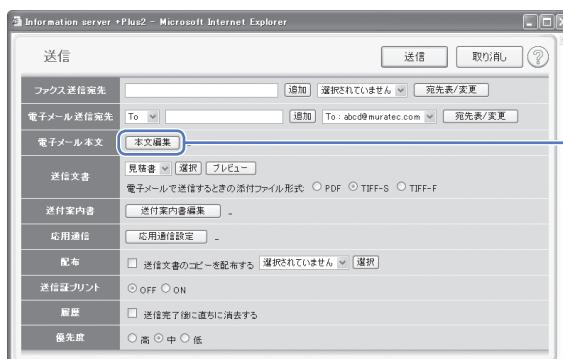 Information server +Plus2 - Microsoft Internet Explorer
送信 送信 取り消し ?
ファクス送信宛先 追加 選択されていません 宛先表/変更
電子メール送信宛先 To 追加 To : abcd@muratec.com 宛先表/変更
電子メール本文 本文編集 -
送信文書 見積書 選択 プレビュー
電子メールで送信するときの添付ファイル形式: PDF TIFF-S TIFF-F
送付案内書 送付案内書編集 -
応用通信 応用通信設定 -
配布 送信文書のコピーを配布する 選択されていません 選択
送信証プリント OFF ON
履歴 送信完了後に直ちに消去する
優先度 高 中 低